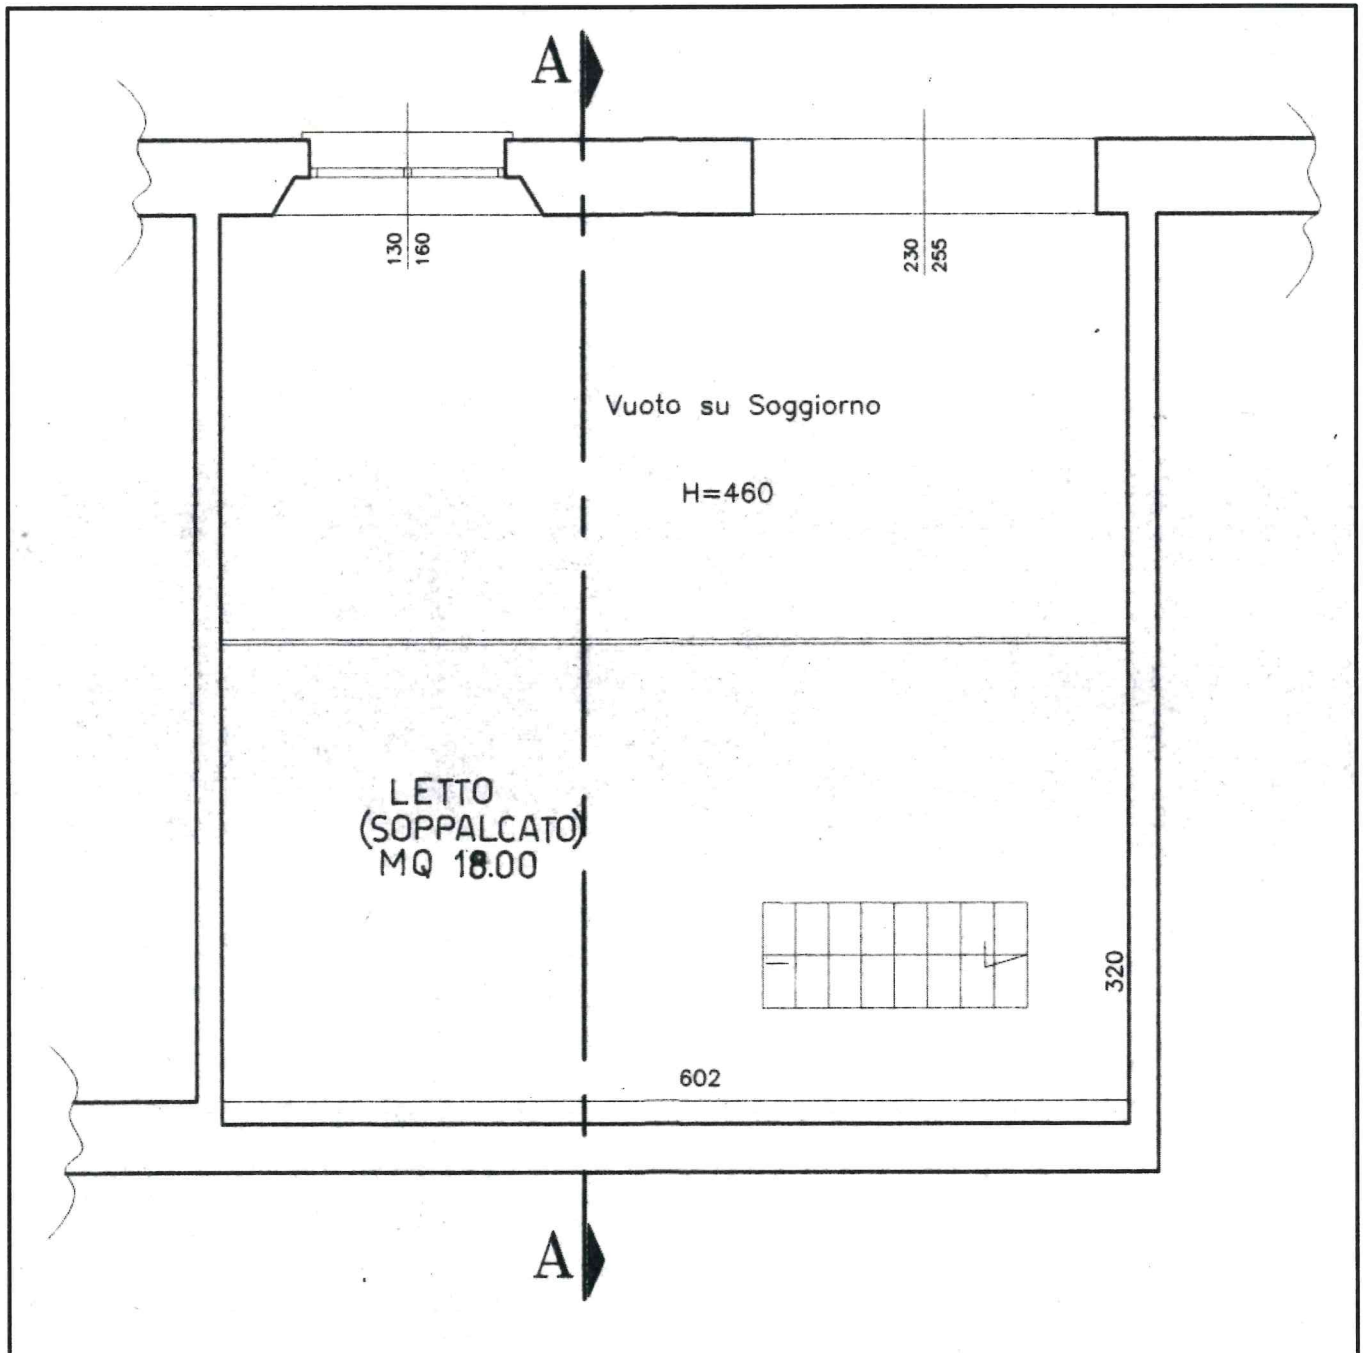 A
130
160
230
255
Vuoto su Soggiorno
H=460
LETTO
(SOPPALCATO)
MQ 18.00
320
602
A